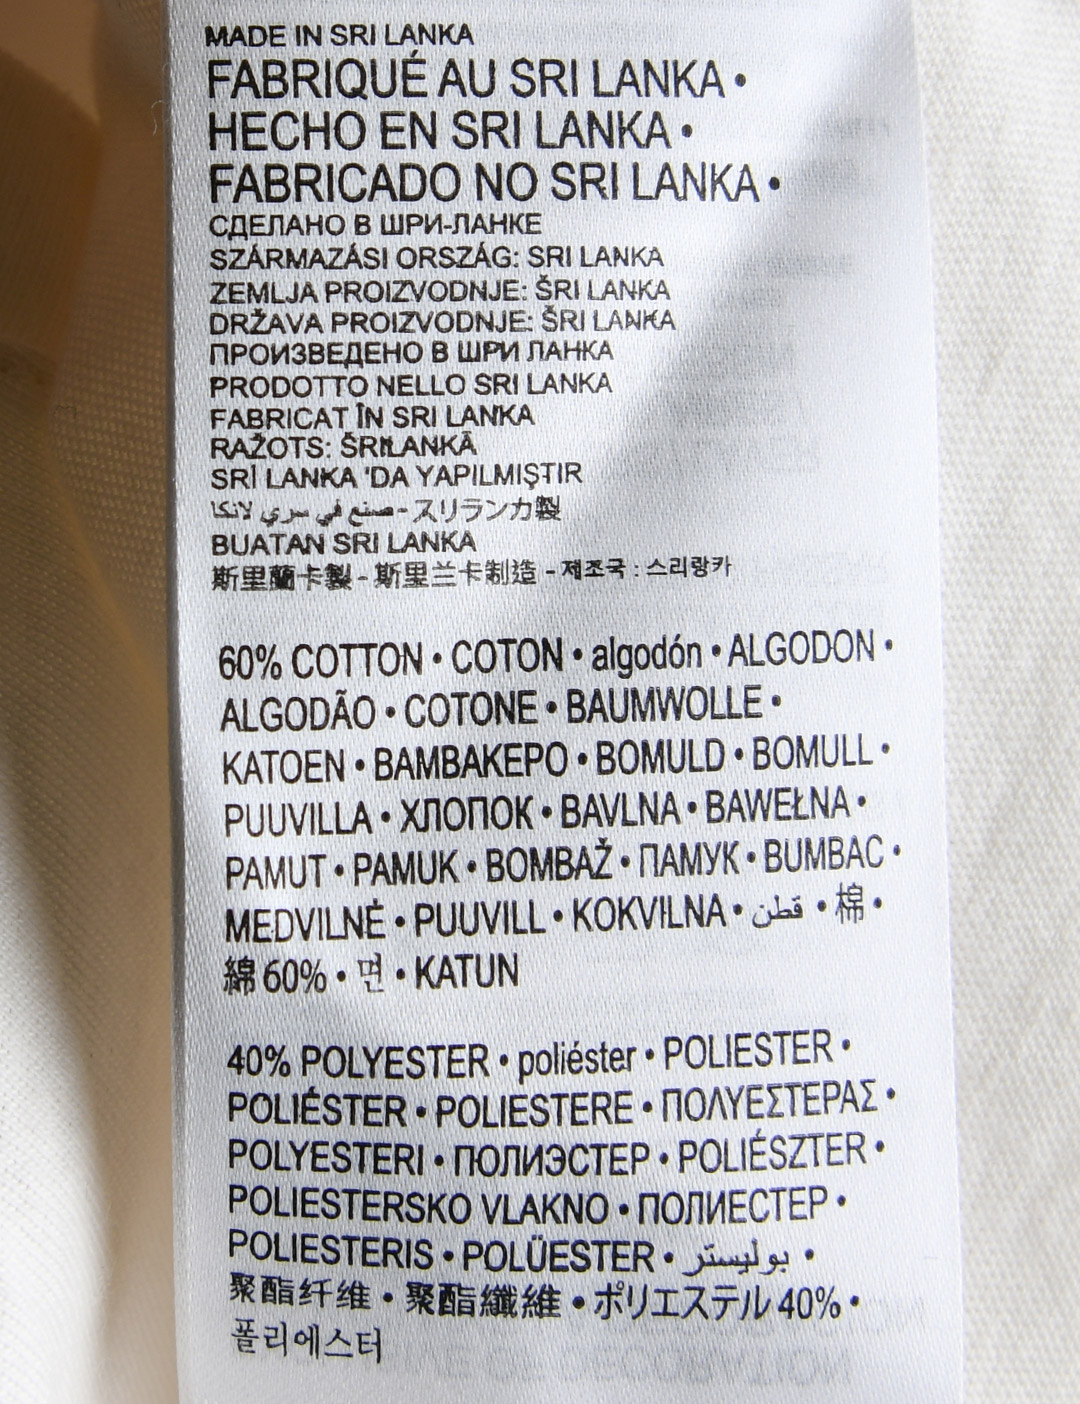 MADE IN SRI LANKA
FABRIQUÉ AU SRI LANKA •
HECHO EN SRI LANKA •
FABRICADO NO SRI LANKA •
СДЕЛАНО В ШРИ-ЛАНКЕ
SZÁRMAZÁSI ORSZÁG: SRI LANKA
ZEMLJA PROIZVODNJE: ŠRI LANKA
DRŽAVA PROIZVODNJE: ŠRI LANKA
ПРОИЗВЕДЕНО В ШРИ ЛАНКА
PRODOTTO NELLO SRI LANKA
FABRICAT ÎN SRI LANKA
RAŽOTS: ŠRILANKĀ
SRİ LANKA 'DA YAPILMIŞTIR
صنع في سري لانكا - スリランカ製
BUATAN SRI LANKA
斯里蘭卡製 - 斯里兰卡制造 - 제조국 : 스리랑카
60% COTTON • COTON • algodón • ALGODON •
ALGODÃO • COTONE • BAUMWOLLE •
KATOEN • ΒΑΜΒΑΚΕΡΟ • BOMULD • BOMULL •
PUUVILLA • ХЛОПОК • BAVLNA • BAWEŁNA •
PAMUT • PAMUK • BOMBAŽ • ПАМУК • BUMBAC •
MEDVILNĖ • PUUVILL • KOKVILNA • قطن • 棉 •
綿 60% • 면 • KATUN
40% POLYESTER • poliéster • POLIESTER •
POLIÉSTER • POLIESTERE • ΠΟΛΥΕΣΤΕΡΑΣ •
POLYESTERI • ПОЛИЭСТЕР • POLIÉSZTER •
POLIESTERSKO VLAKNO • ПОЛИЕСТЕР •
POLIESTERIS • POLÜESTER • بوليستر •
聚酯纤维 • 聚酯纖維 • ポリエステル 40% •
폴리에스터